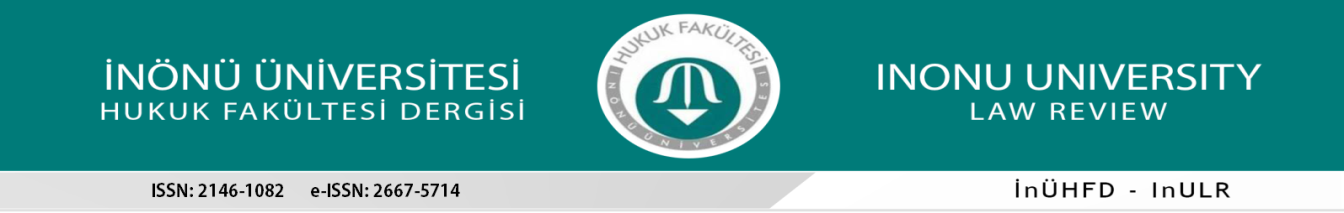 İNÖNÜ ÜNİVERSİTESİ
HUKUK FAKÜLTESİ DERGİSİ
HUKUK FAKÜLTESİ
İNÖNÜ ÜNİVERSİTESİ
INONU UNIVERSITY
LAW REVIEW
ISSN: 2146-1082 e-ISSN: 2667-5714
İnÜHFD - InULR